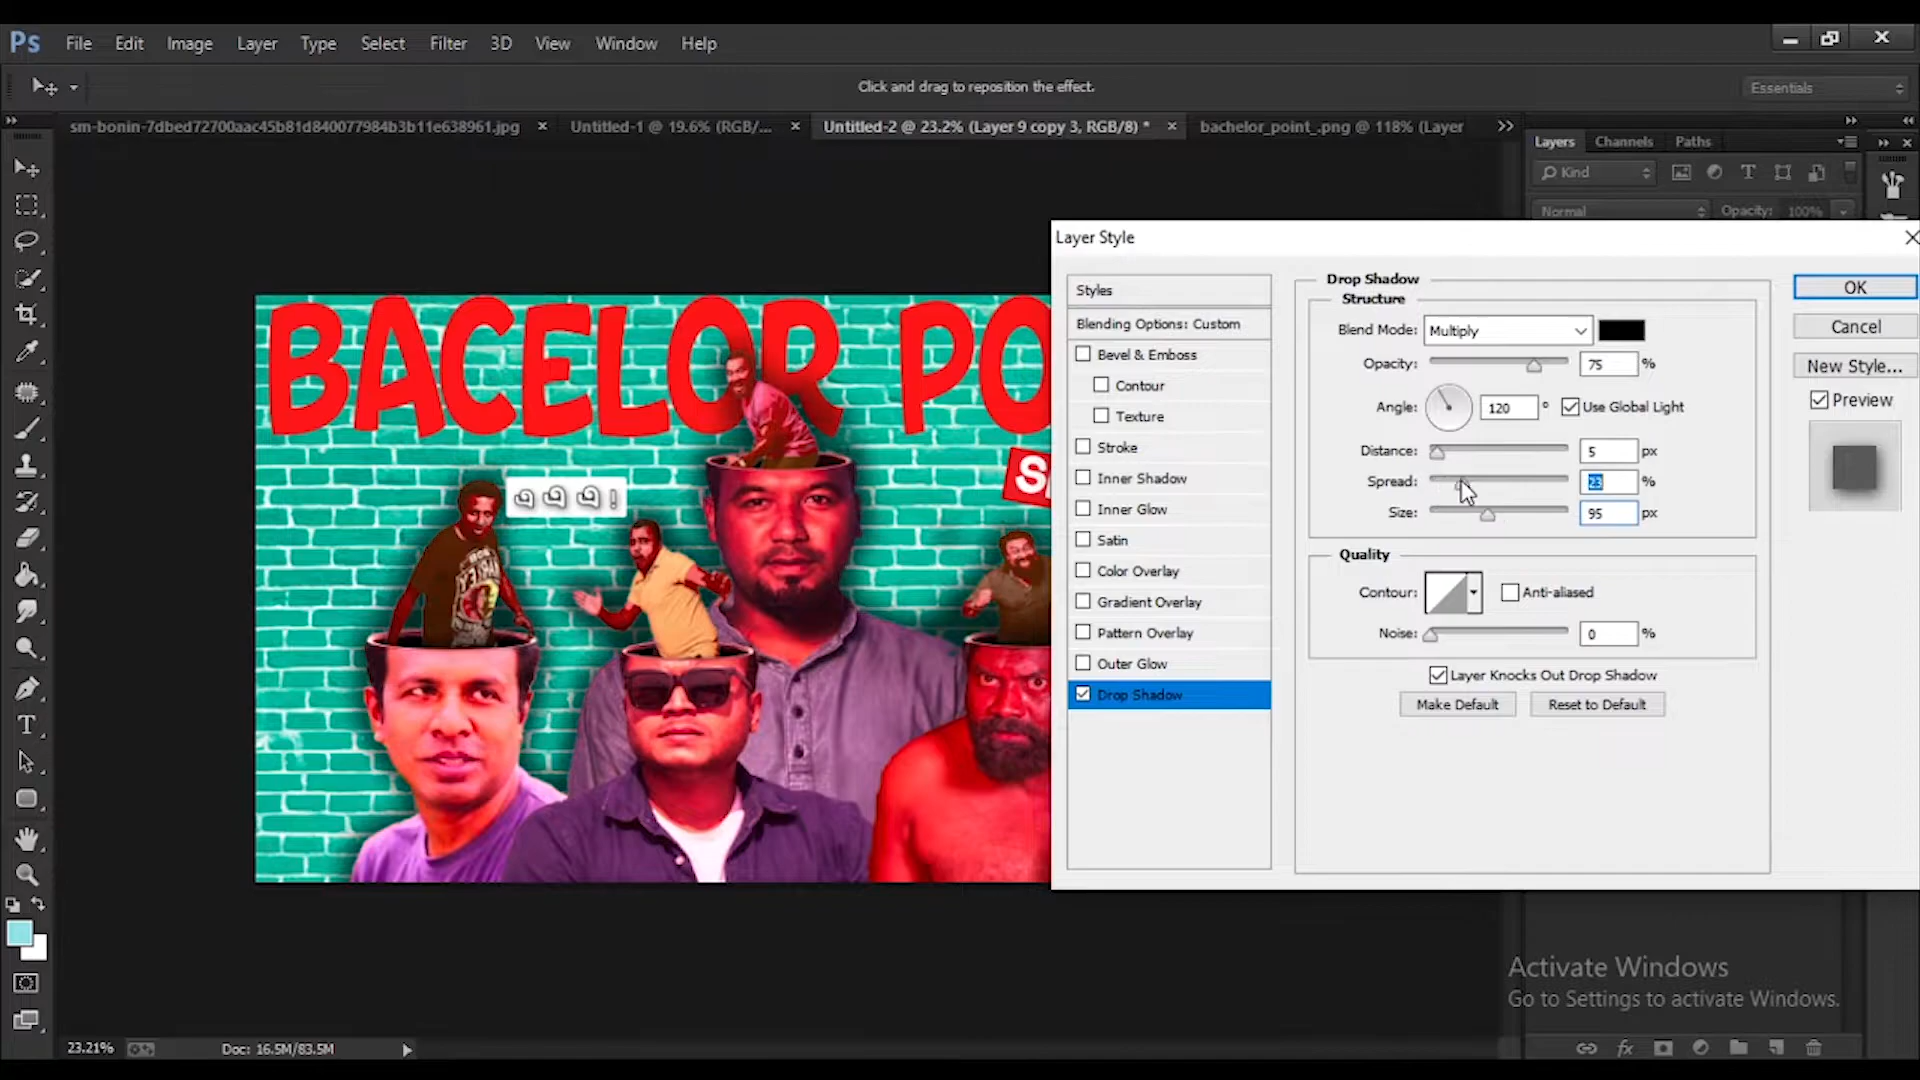 Ps File Edit Image Layer Type Select Filter 3D View Window Help
Click and drag to reposition the effect.
Essentials
sm-bonin-7dbed72700aac45b81d840077984b3b11e638961.jpg
Untitled-1 @ 19.6% (RGB/...
Untitled-2 @ 23.2% (Layer 9 copy 3, RGB/8) *
bachelor_point_.png @ 118% (Layer
Layers Channels Paths
Kind
Normal Opacity: 100%
Layer Style
Styles
Blending Options: Custom
Bevel & Emboss
Contour
Texture
Stroke
Inner Shadow
Inner Glow
Satin
Color Overlay
Gradient Overlay
Pattern Overlay
Outer Glow
Drop Shadow
Drop Shadow
Structure
Blend Mode: Multiply
Opacity: 75 %
Angle: 120 ° Use Global Light
Distance: 5 px
Spread: 23 %
Size: 95 px
Quality
Contour: Anti-aliased
Noise: 0 %
Layer Knocks Out Drop Shadow
Make Default Reset to Default
OK
Cancel
New Style...
Preview
BACELOR PO
এ এ এ !
Activate Windows
Go to Settings to activate Windows.
23.21% Doc: 16.5M/83.5M